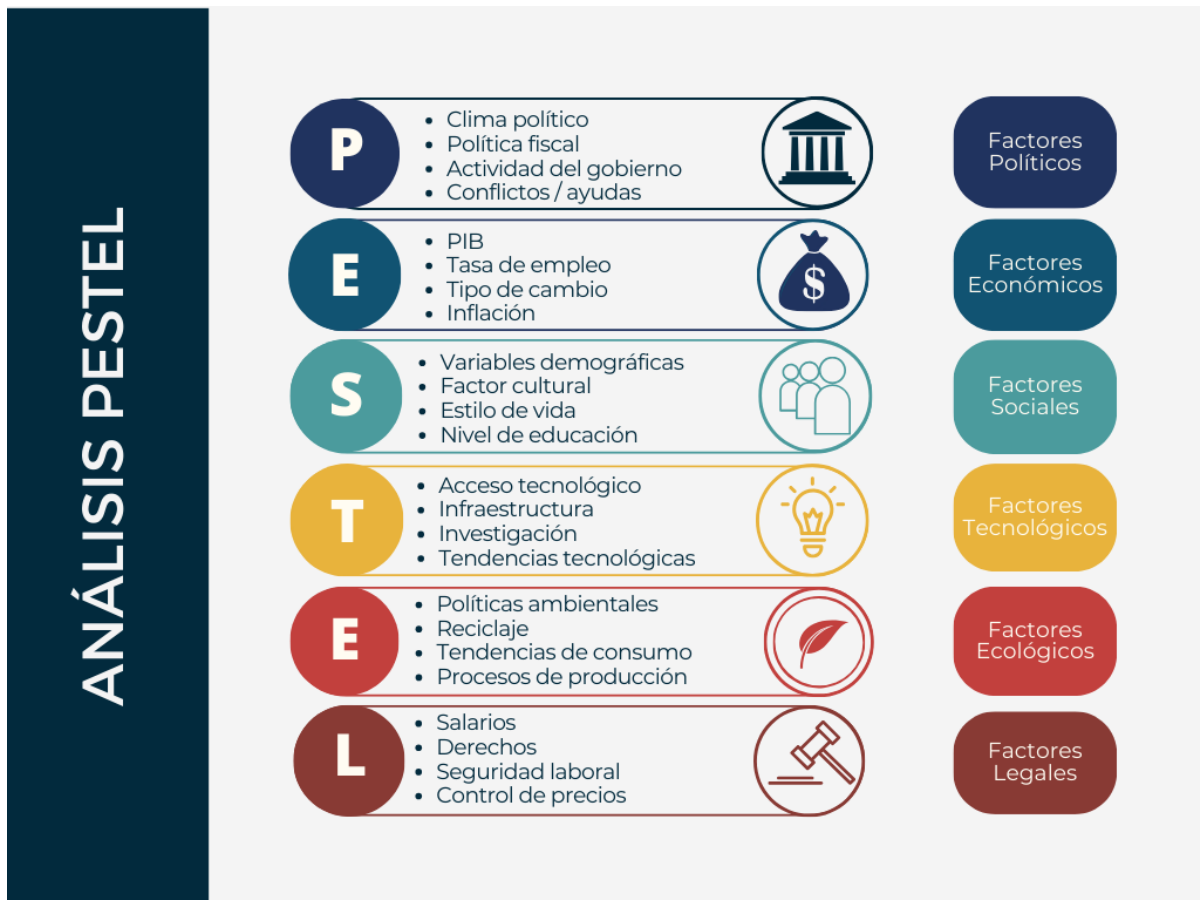 ANÁLISIS PESTEL
P
• Clima político
• Política fiscal
• Actividad del gobierno
• Conflictos / ayudas
$
Factores
Políticos
E
• PIB
• Tasa de empleo
• Tipo de cambio
• Inflación
Factores
Económicos
S
• Variables demográficas
• Factor cultural
• Estilo de vida
• Nivel de educación
Factores
Sociales
T
• Acceso tecnológico
• Infraestructura
• Investigación
• Tendencias tecnológicas
Factores
Tecnológicos
E
• Políticas ambientales
• Reciclaje
• Tendencias de consumo
• Procesos de producción
Factores
Ecológicos
L
• Salarios
• Derechos
• Seguridad laboral
• Control de precios
Factores
Legales